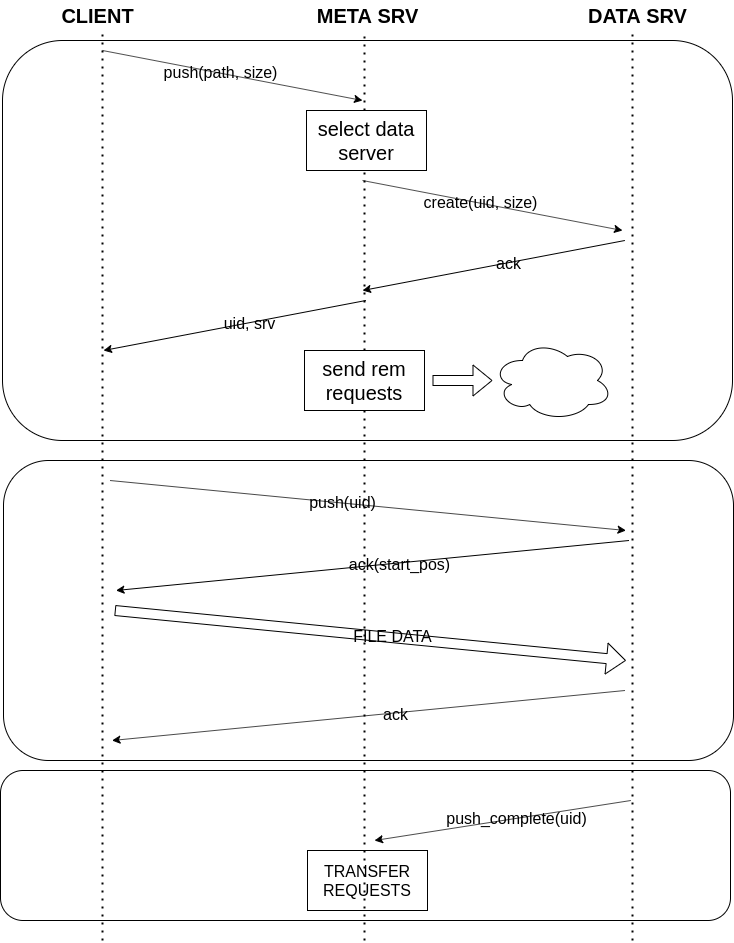 CLIENT
META SRV
DATA SRV
push(path, size)
select data
server
create(uid, size)
ack
uid, srv
send rem
requests
push(uid)
ack(start_pos)
FILE DATA
ack
push_complete(uid)
TRANSFER
REQUESTS